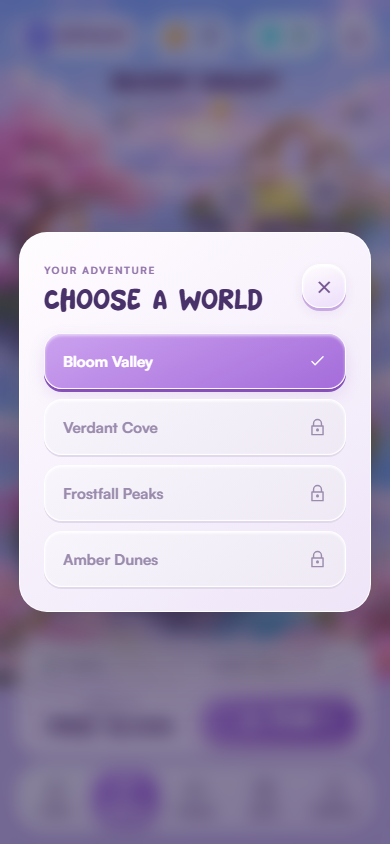 YOUR ADVENTURE
CHOOSE A WORLD
Bloom Valley
Verdant Cove
Frostfall Peaks
Amber Dunes